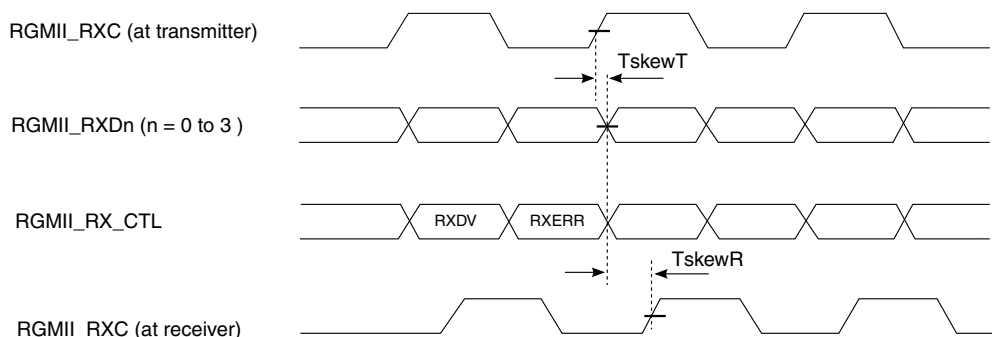 RGMII_RXC (at transmitter)
TskewT
RGMII_RXDn (n = 0 to 3 )
RGMII_RX_CTL
RXDV
RXERR
TskewR
RGMII_RXC (at receiver)